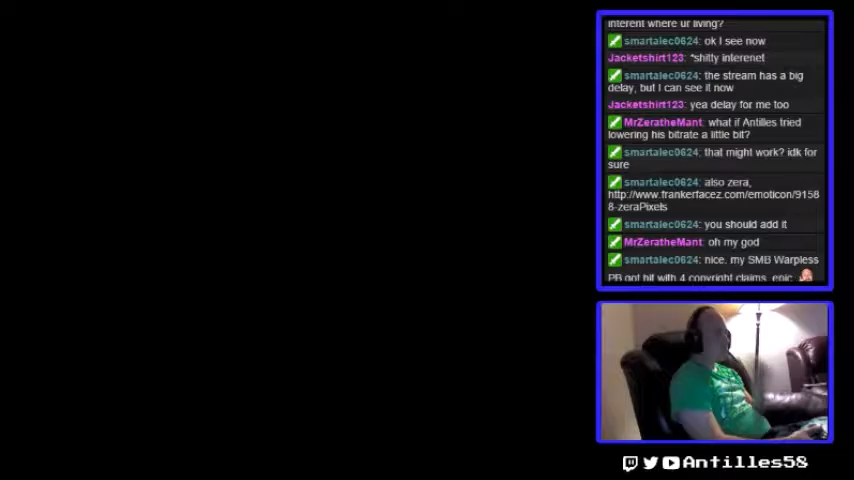 interent where ur living?
smartalec0624: ok I see now
Jacketshirt123: *shitty interenet
smartalec0624: the stream has a big
delay, but I can see it now
Jacketshirt123: yea delay for me too
MrZeratheMant: what if Antilles tried
lowering his bitrate a little bit?
smartalec0624: that might work? idk for
sure
smartalec0624: also zera,
http://www.frankerfacez.com/emoticon/9158
8-zeraPixels
smartalec0624: you should add it
MrZeratheMant: oh my god
smartalec0624: nice. my SMB Warpless
PB got hit with 4 copyright claims. epic.
Antilles58